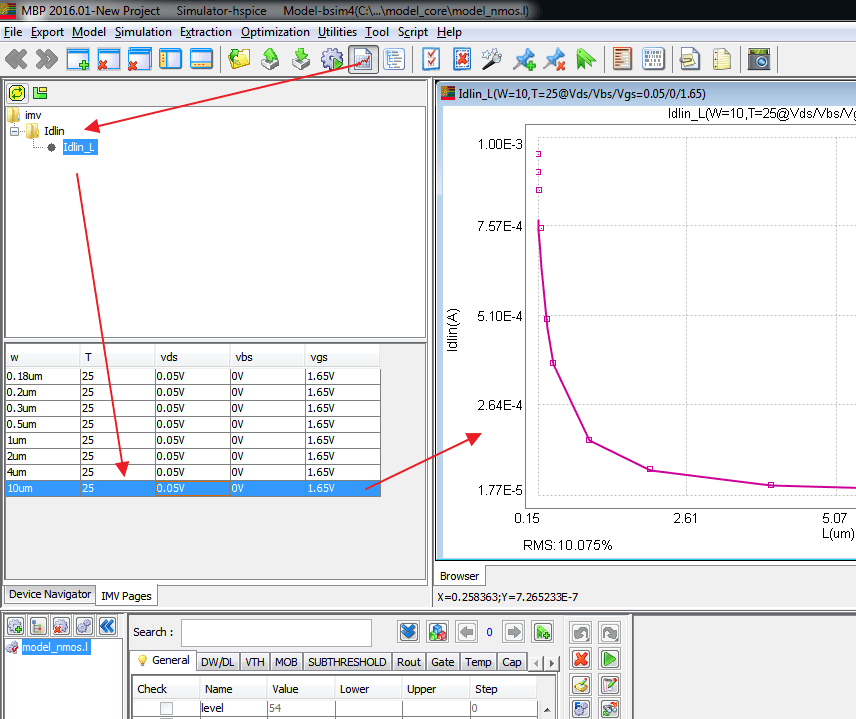 MBP 2016.01-New Project Simulator-hspice Model-bsim4(C:\...\model_core\model_nmos.l)
File Export Model Simulation Extraction Optimization Utilities Tool Script Help
imv
Idlin
Idlin_L
Idlin_L(W=10,T=25@Vds/Vbs/Vgs=0.05/0/1.65)
Idlin_L(W=10,T=25@Vds/Vbs/Vg
1.00E-3
7.57E-4
5.10E-4
2.64E-4
1.77E-5
Idlin(A)
0.15 2.61 5.07
L(um)
RMS:10.075%
w T vds vbs vgs
0.18um 25 0.05V 0V 1.65V
0.2um 25 0.05V 0V 1.65V
0.3um 25 0.05V 0V 1.65V
0.5um 25 0.05V 0V 1.65V
1um 25 0.05V 0V 1.65V
2um 25 0.05V 0V 1.65V
4um 25 0.05V 0V 1.65V
10um 25 0.05V 0V 1.65V
Device Navigator IMV Pages
Browser
X=0.258363;Y=7.265233E-7
model_nmos.l
Search :
0
General DW/DL VTH MOB SUBTHRESHOLD Rout Gate Temp Cap
Check Name Value Lower Upper Step
level 54 0